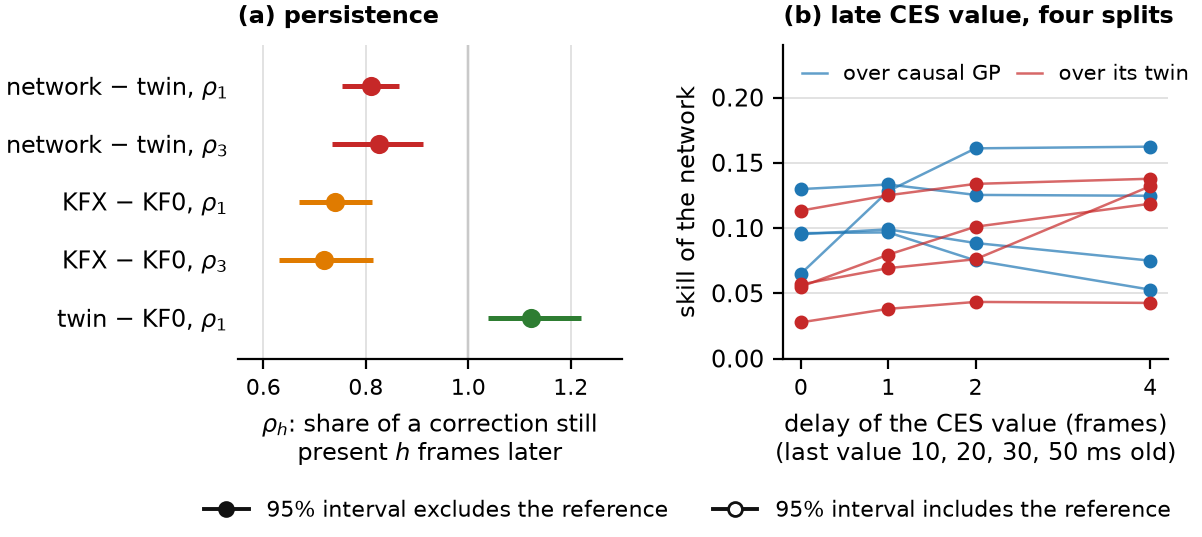 (a) persistence
network − twin, ρ₁
network − twin, ρ₃
KFX − KF0, ρ₁
KFX − KF0, ρ₃
twin − KF0, ρ₁
0.6 0.8 1.0 1.2
ρₕ: share of a correction still
present h frames later
(b) late CES value, four splits
over causal GP over its twin
skill of the network
0.20
0.15
0.10
0.05
0.00
0 1 2 4
delay of the CES value (frames)
(last value 10, 20, 30, 50 ms old)
95% interval excludes the reference
95% interval includes the reference